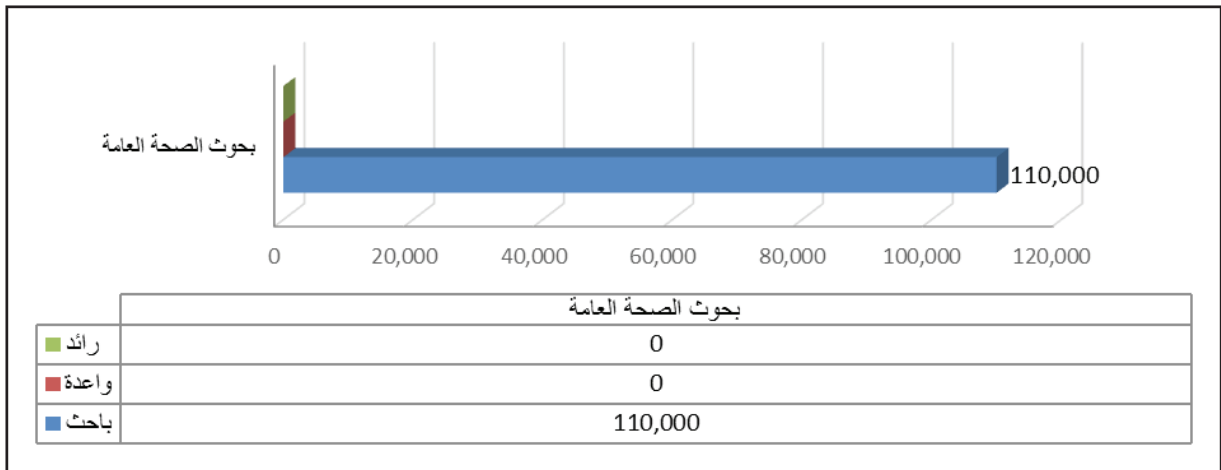 بحوث الصحة العامة
110,000
0 20,000 40,000 60,000 80,000 100,000 120,000
بحوث الصحة العامة
رائد 0
واعدة 0
باحث 110,000